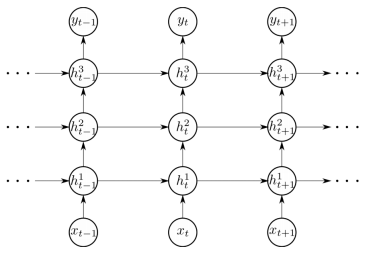 y_{t-1} y_t y_{t+1}
··· h^3_{t-1} h^3_t h^3_{t+1} ···
··· h^2_{t-1} h^2_t h^2_{t+1} ···
··· h^1_{t-1} h^1_t h^1_{t+1} ···
x_{t-1} x_t x_{t+1}